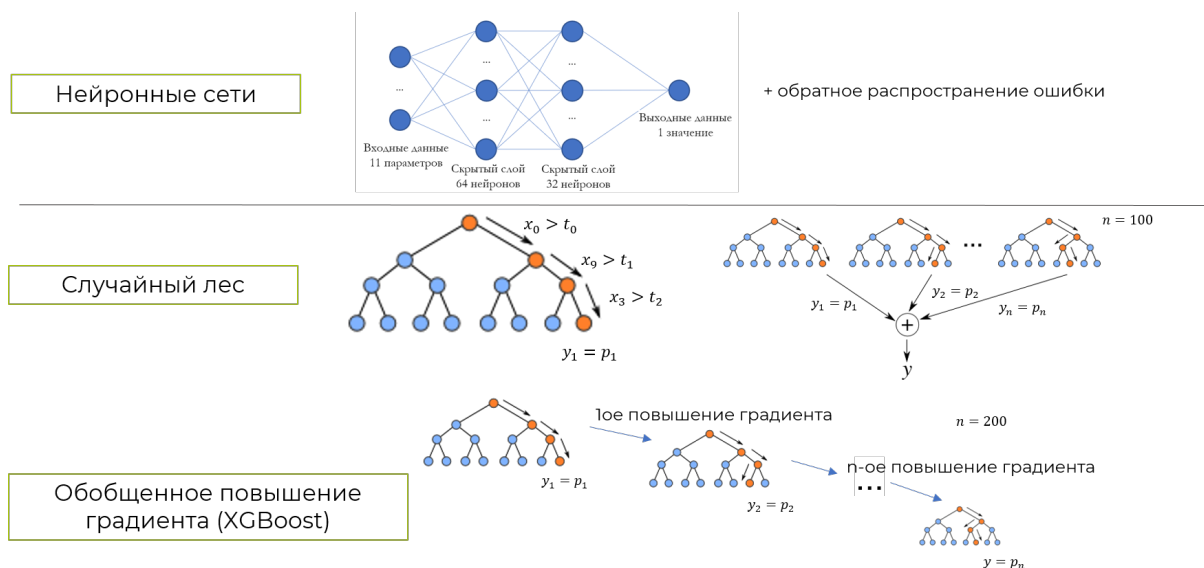 Нейронные сети
...
...
...
...
...
...
Входные данные
11 параметров
Скрытый слой
64 нейронов
Скрытый слой
32 нейронов
Выходные данные
1 значение
+ обратное распространение ошибки
Случайный лес
x₀ > t₀
x₉ > t₁
x₃ > t₂
y₁ = p₁
n = 100
...
y₁ = p₁
y₂ = p₂
yₙ = pₙ
+
y
Обобщенное повышение
градиента (XGBoost)
y₁ = p₁
1ое повышение градиента
y₂ = p₂
n = 200
n-ое повышение градиента
...
y = pₙ